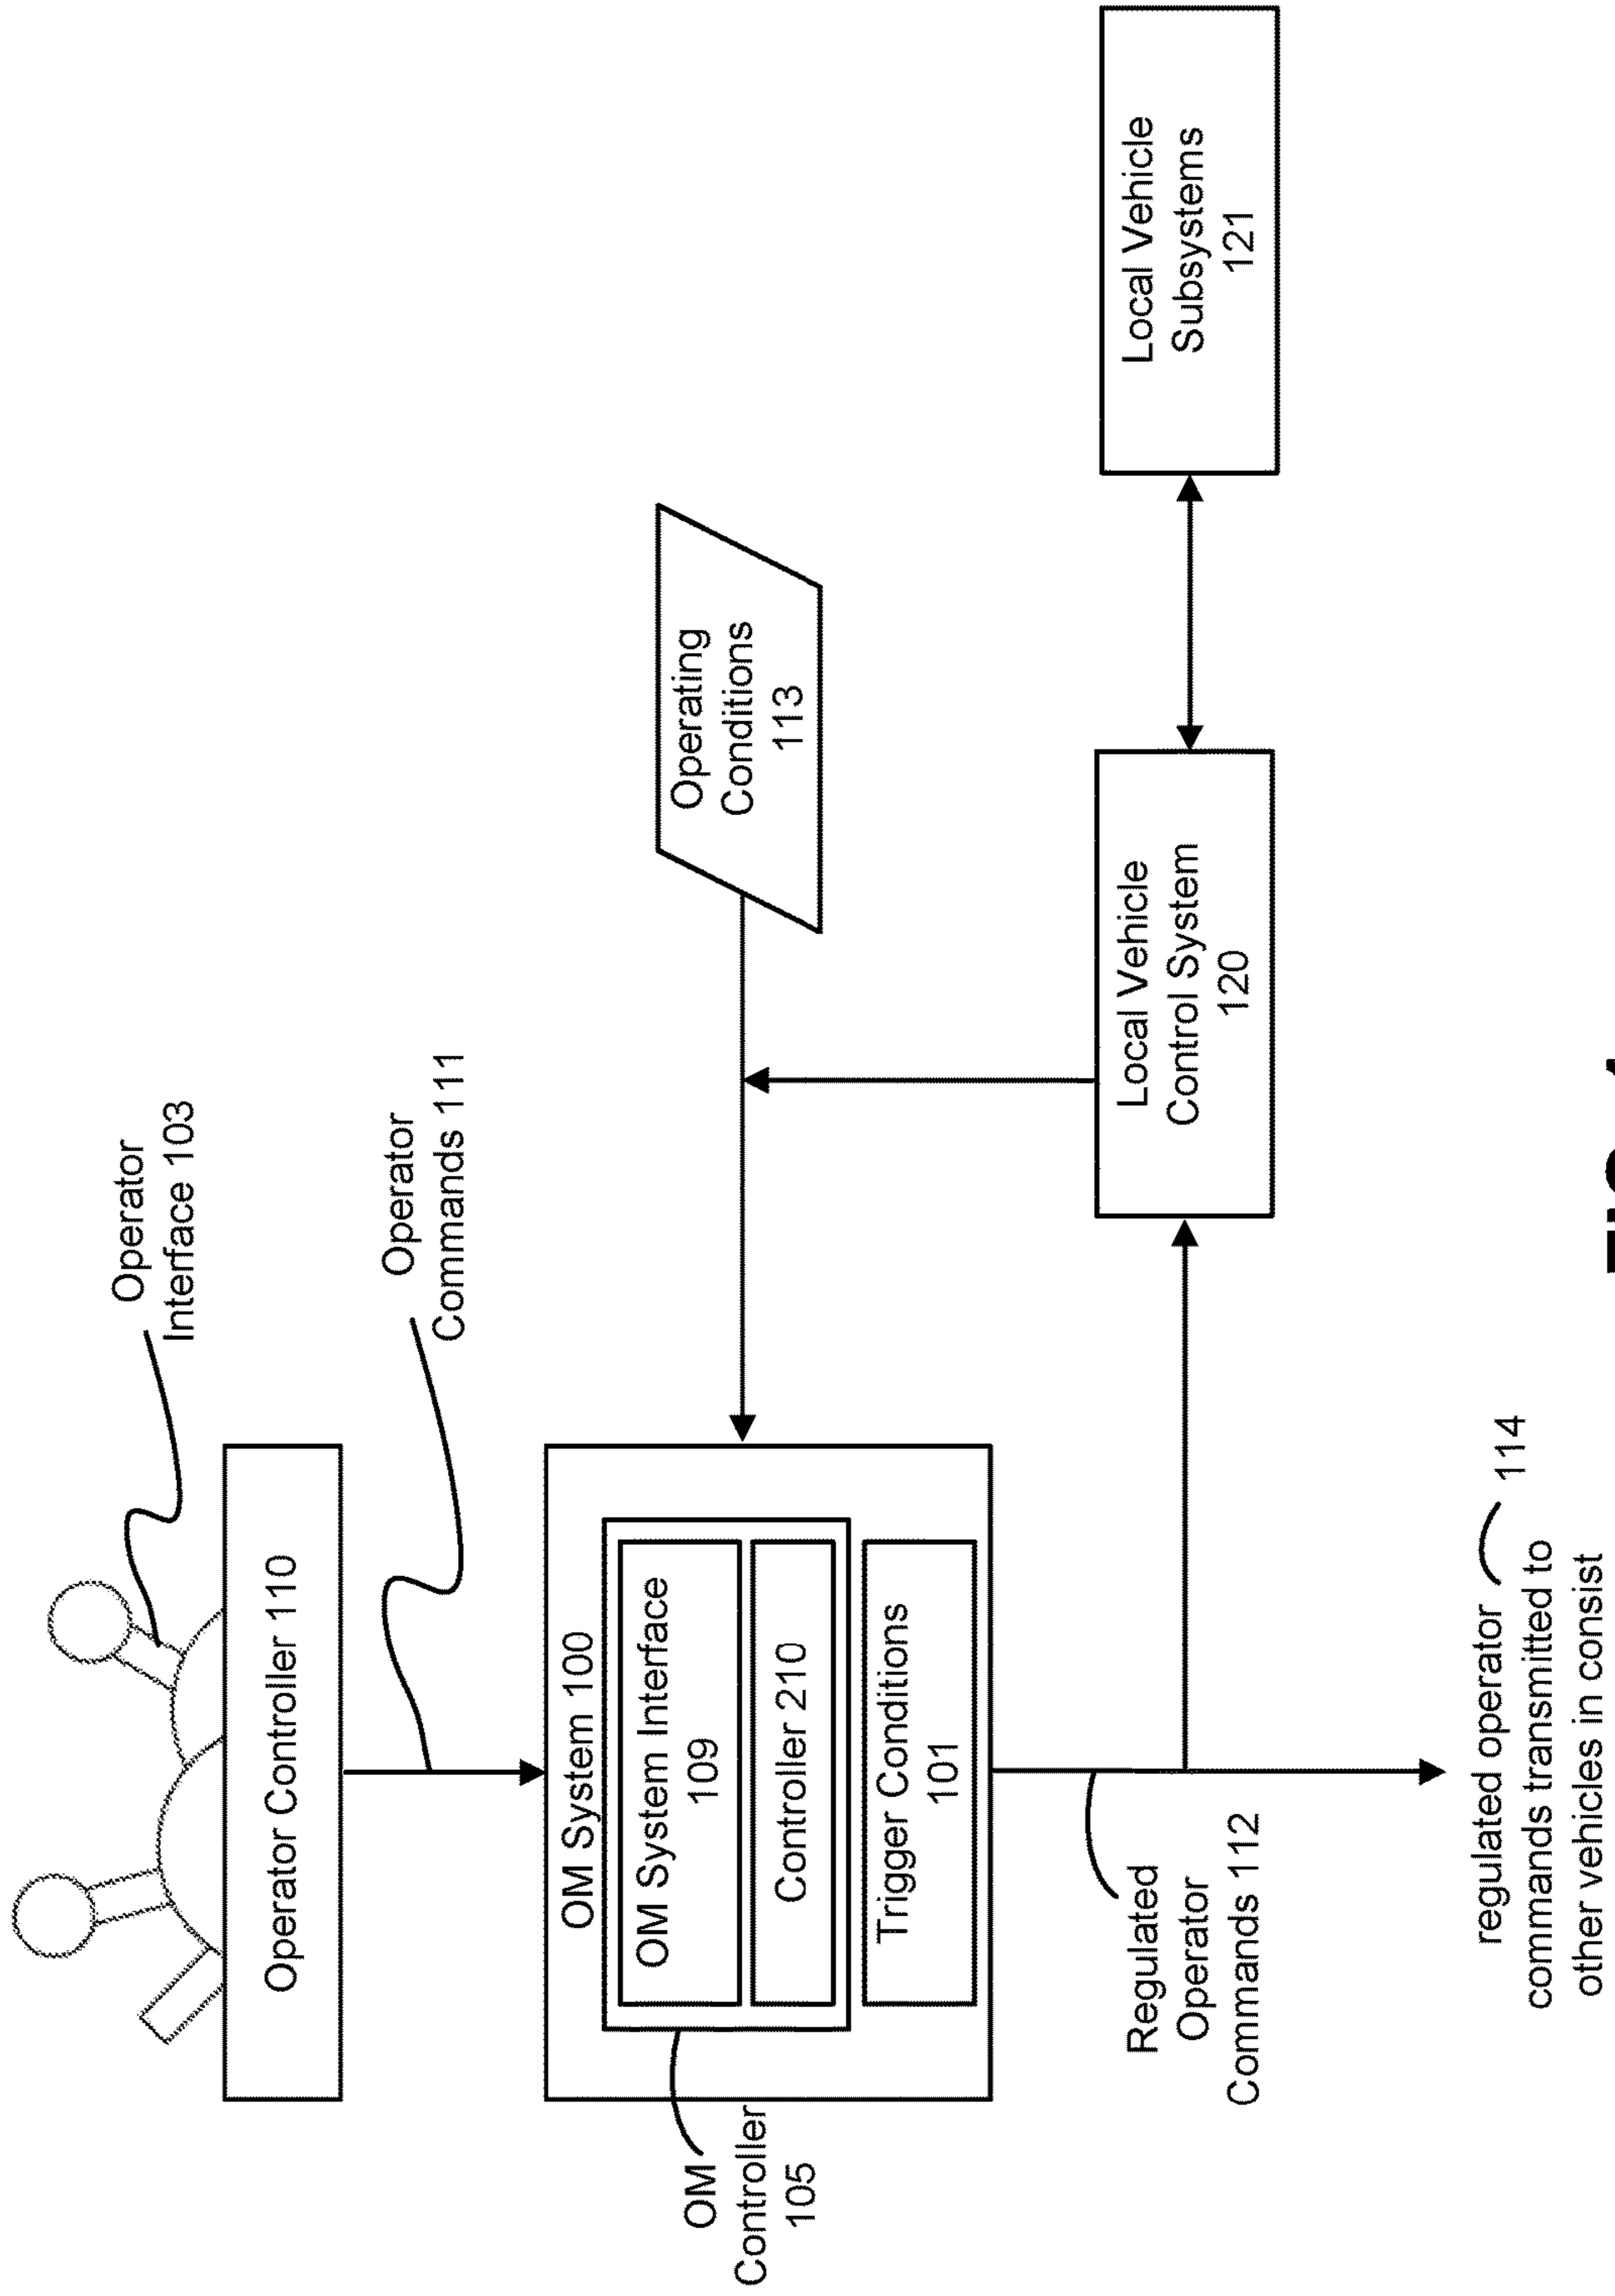 Operator
Interface 103
Operator Controller 110
Operator
Commands 111
OM System 100
OM System Interface
109
Controller 210
Trigger Conditions
101
OM
Controller
105
Operating
Conditions
113
Regulated
Operator
Commands 112
Local Vehicle
Control System
120
Local Vehicle
Subsystems
121
regulated operator 114
commands transmitted to
other vehicles in consist